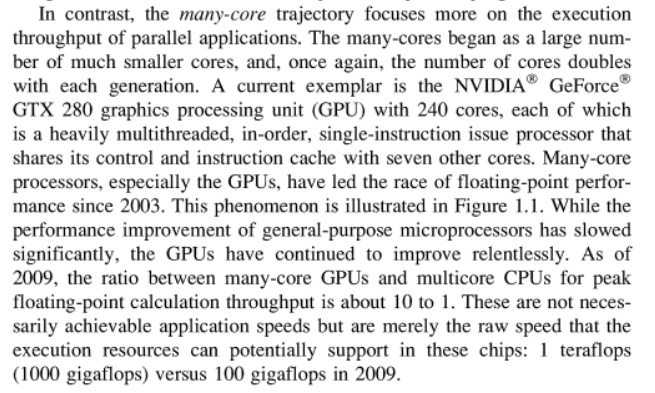 In contrast, the many-core trajectory focuses more on the execution
throughput of parallel applications. The many-cores began as a large num-
ber of much smaller cores, and, once again, the number of cores doubles
with each generation. A current exemplar is the NVIDIA® GeForce®
GTX 280 graphics processing unit (GPU) with 240 cores, each of which
is a heavily multithreaded, in-order, single-instruction issue processor that
shares its control and instruction cache with seven other cores. Many-core
processors, especially the GPUs, have led the race of floating-point perfor-
mance since 2003. This phenomenon is illustrated in Figure 1.1. While the
performance improvement of general-purpose microprocessors has slowed
significantly, the GPUs have continued to improve relentlessly. As of
2009, the ratio between many-core GPUs and multicore CPUs for peak
floating-point calculation throughput is about 10 to 1. These are not neces-
sarily achievable application speeds but are merely the raw speed that the
execution resources can potentially support in these chips: 1 teraflops
(1000 gigaflops) versus 100 gigaflops in 2009.